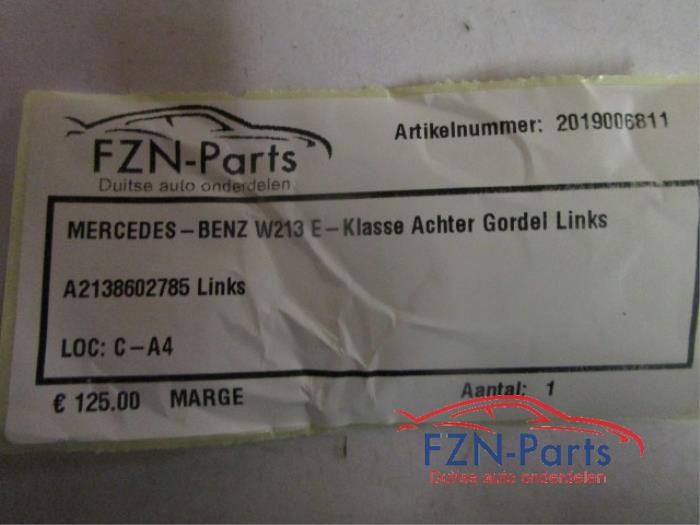 FZN-Parts
Duitse auto onderdelen
Artikelnummer: 2019006811
MERCEDES-BENZ W213 E-Klasse Achter Gordel Links
A2138602785 Links
LOC: C-A4
€ 125.00 MARGE Aantal: 1
FZN-Parts
Duitse auto onderdelen